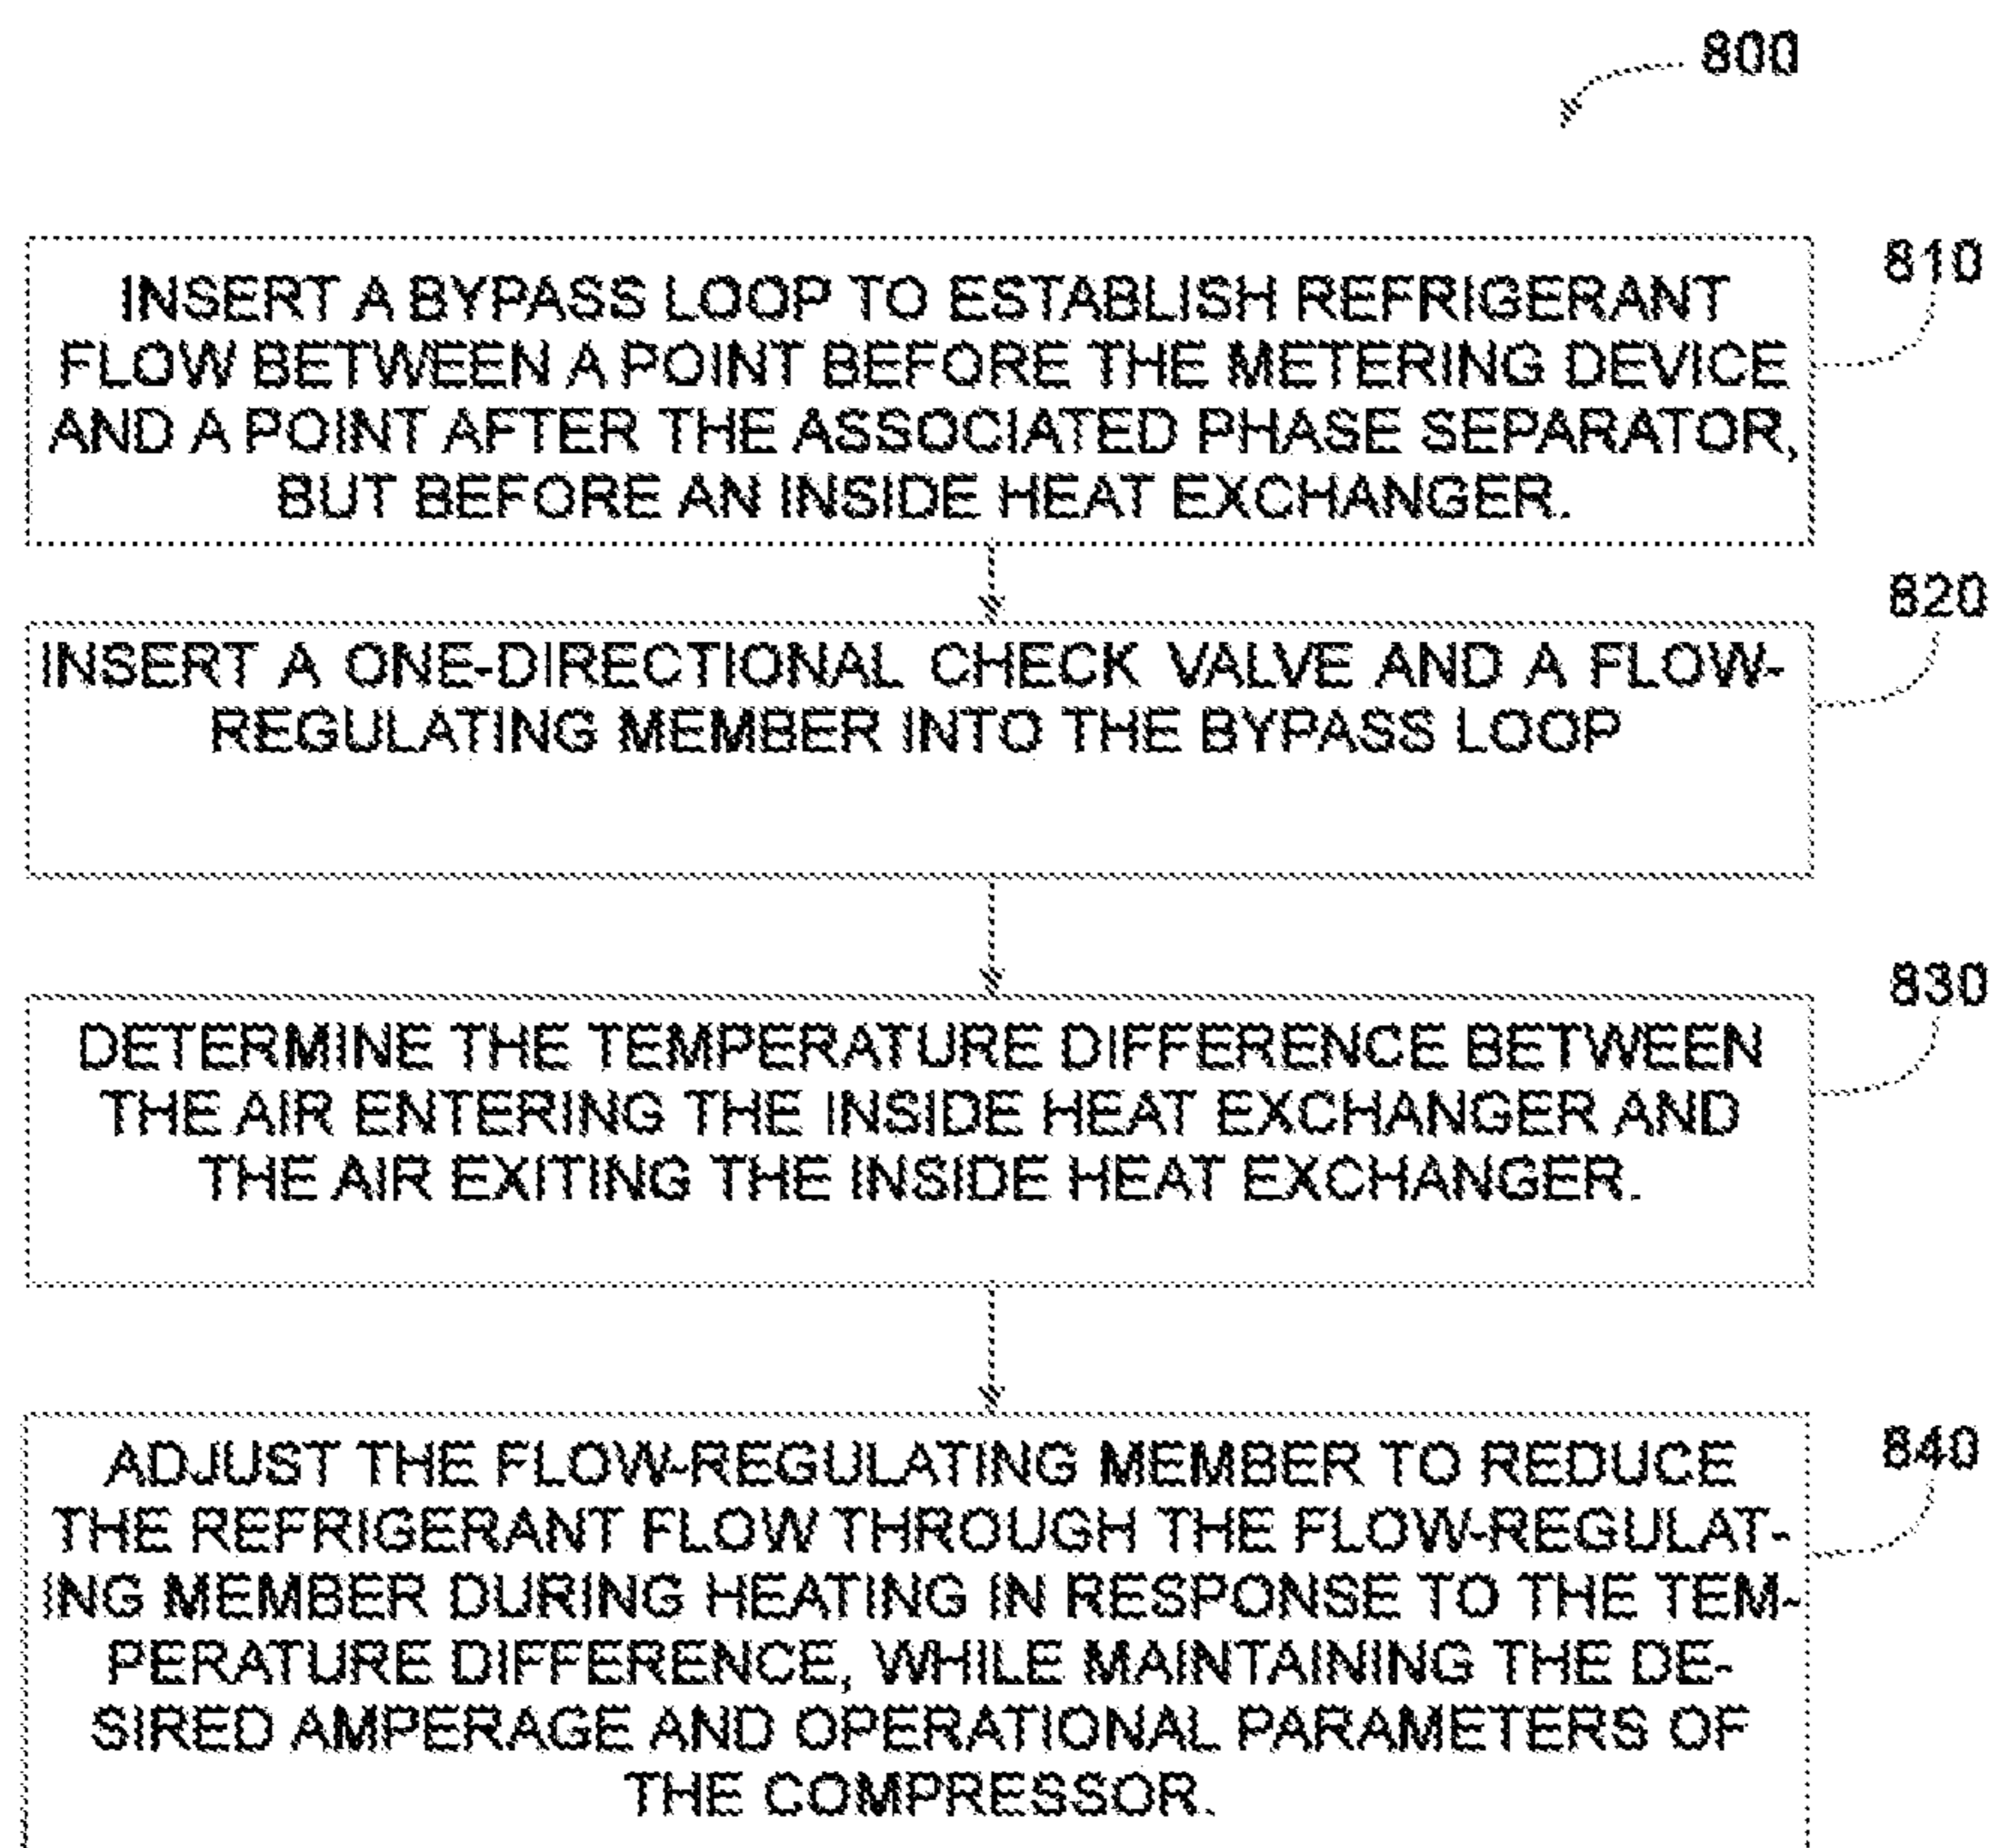 800
810
INSERT A BYPASS LOOP TO ESTABLISH REFRIGERANT
FLOW BETWEEN A POINT BEFORE THE METERING DEVICE
AND A POINT AFTER THE ASSOCIATED PHASE SEPARATOR,
BUT BEFORE AN INSIDE HEAT EXCHANGER.
820
INSERT A ONE-DIRECTIONAL CHECK VALVE AND A FLOW-
REGULATING MEMBER INTO THE BYPASS LOOP
830
DETERMINE THE TEMPERATURE DIFFERENCE BETWEEN
THE AIR ENTERING THE INSIDE HEAT EXCHANGER AND
THE AIR EXITING THE INSIDE HEAT EXCHANGER.
840
ADJUST THE FLOW-REGULATING MEMBER TO REDUCE
THE REFRIGERANT FLOW THROUGH THE FLOW-REGULAT-
ING MEMBER DURING HEATING IN RESPONSE TO THE TEM-
PERATURE DIFFERENCE, WHILE MAINTAINING THE DE-
SIRED AMPERAGE AND OPERATIONAL PARAMETERS OF
THE COMPRESSOR.